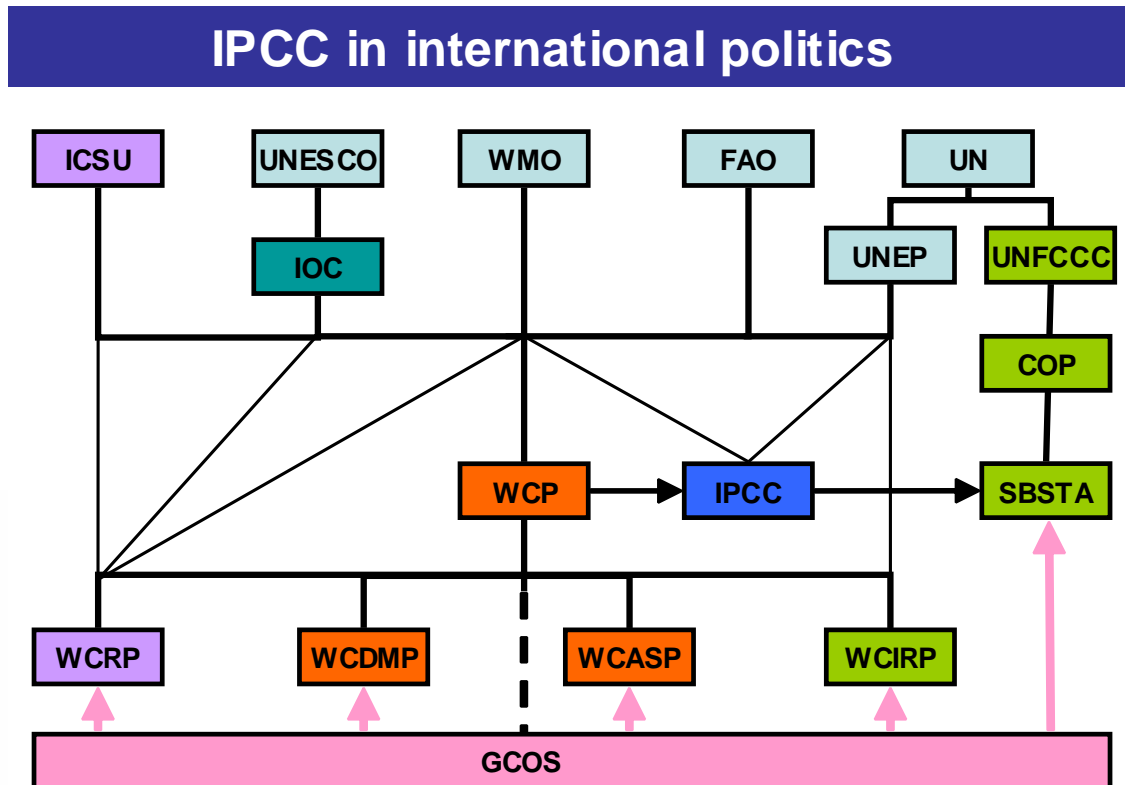 IPCC in international politics
ICSU
UNESCO
WMO
FAO
UN
IOC
UNEP
UNFCCC
COP
WCP
IPCC
SBSTA
WCRP
WCDMP
WCASP
WCIRP
GCOS